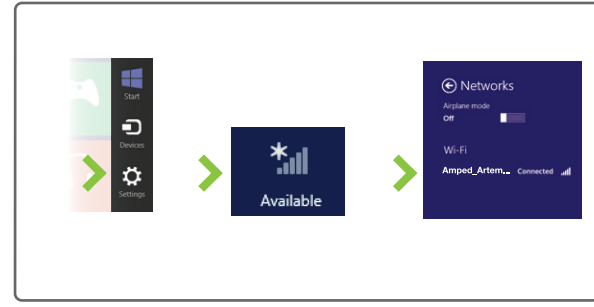 Start
Devices
Settings
Available
Networks
Airplane mode
Off
Wi-Fi
Amped_Artem... Connected